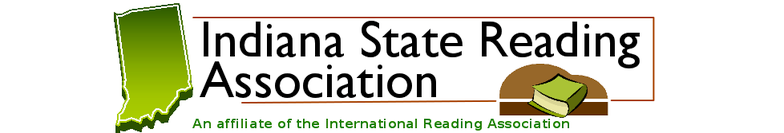 Indiana State Reading
Association
An affiliate of the International Reading Association